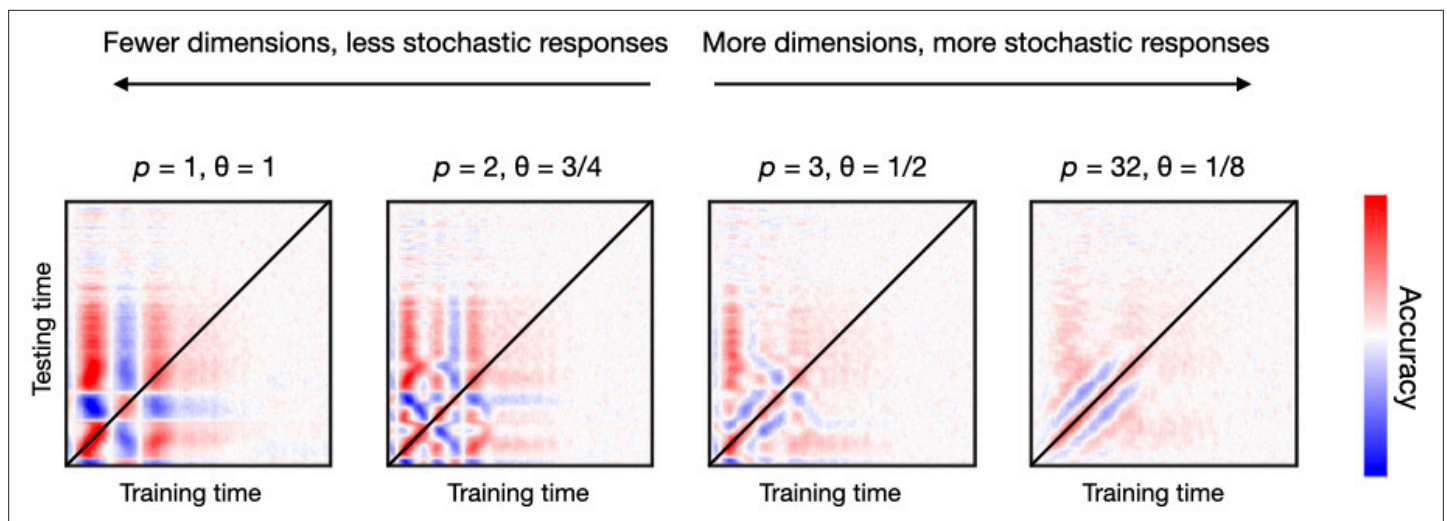 Fewer dimensions, less stochastic responses
More dimensions, more stochastic responses
p = 1, θ = 1
p = 2, θ = 3/4
p = 3, θ = 1/2
p = 32, θ = 1/8
Testing time
Training time
Training time
Training time
Training time
Accuracy